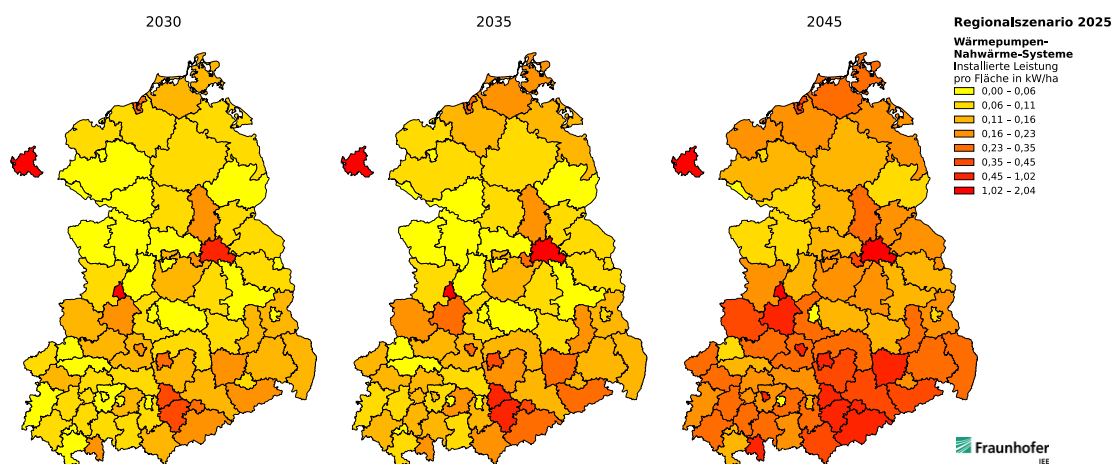 2030
2035
2045
Regionalszenario 2025
Wärmepumpen-
Nahwärme-Systeme
Installierte Leistung
pro Fläche in kW/ha
0,00 – 0,06
0,06 – 0,11
0,11 – 0,16
0,16 – 0,23
0,23 – 0,35
0,35 – 0,45
0,45 – 1,02
1,02 – 2,04
Fraunhofer
IEE